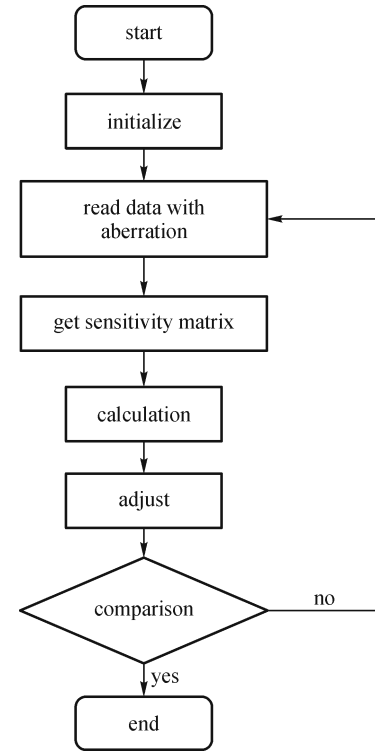 start
initialize
read data with
aberration
get sensitivity matrix
calculation
adjust
comparison
no
yes
end